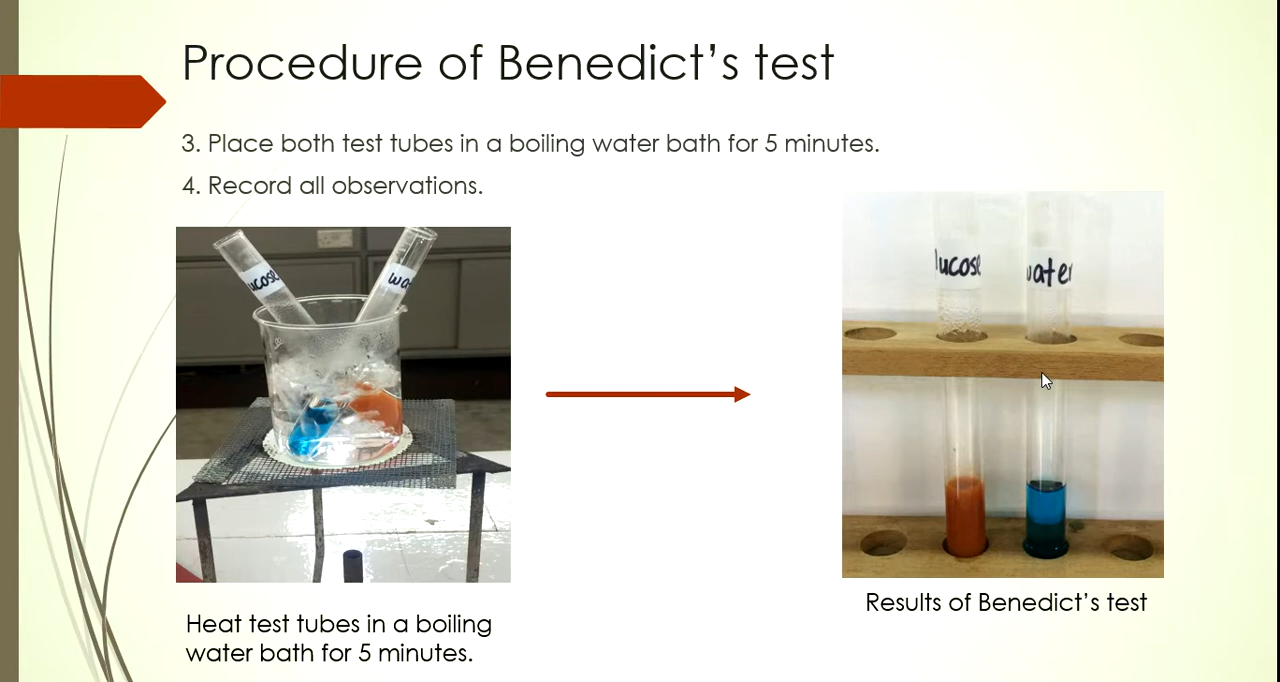 Procedure of Benedict’s test
3. Place both test tubes in a boiling water bath for 5 minutes.
4. Record all observations.
ucose
wa
lucose
water
Heat test tubes in a boiling
water bath for 5 minutes.
Results of Benedict’s test